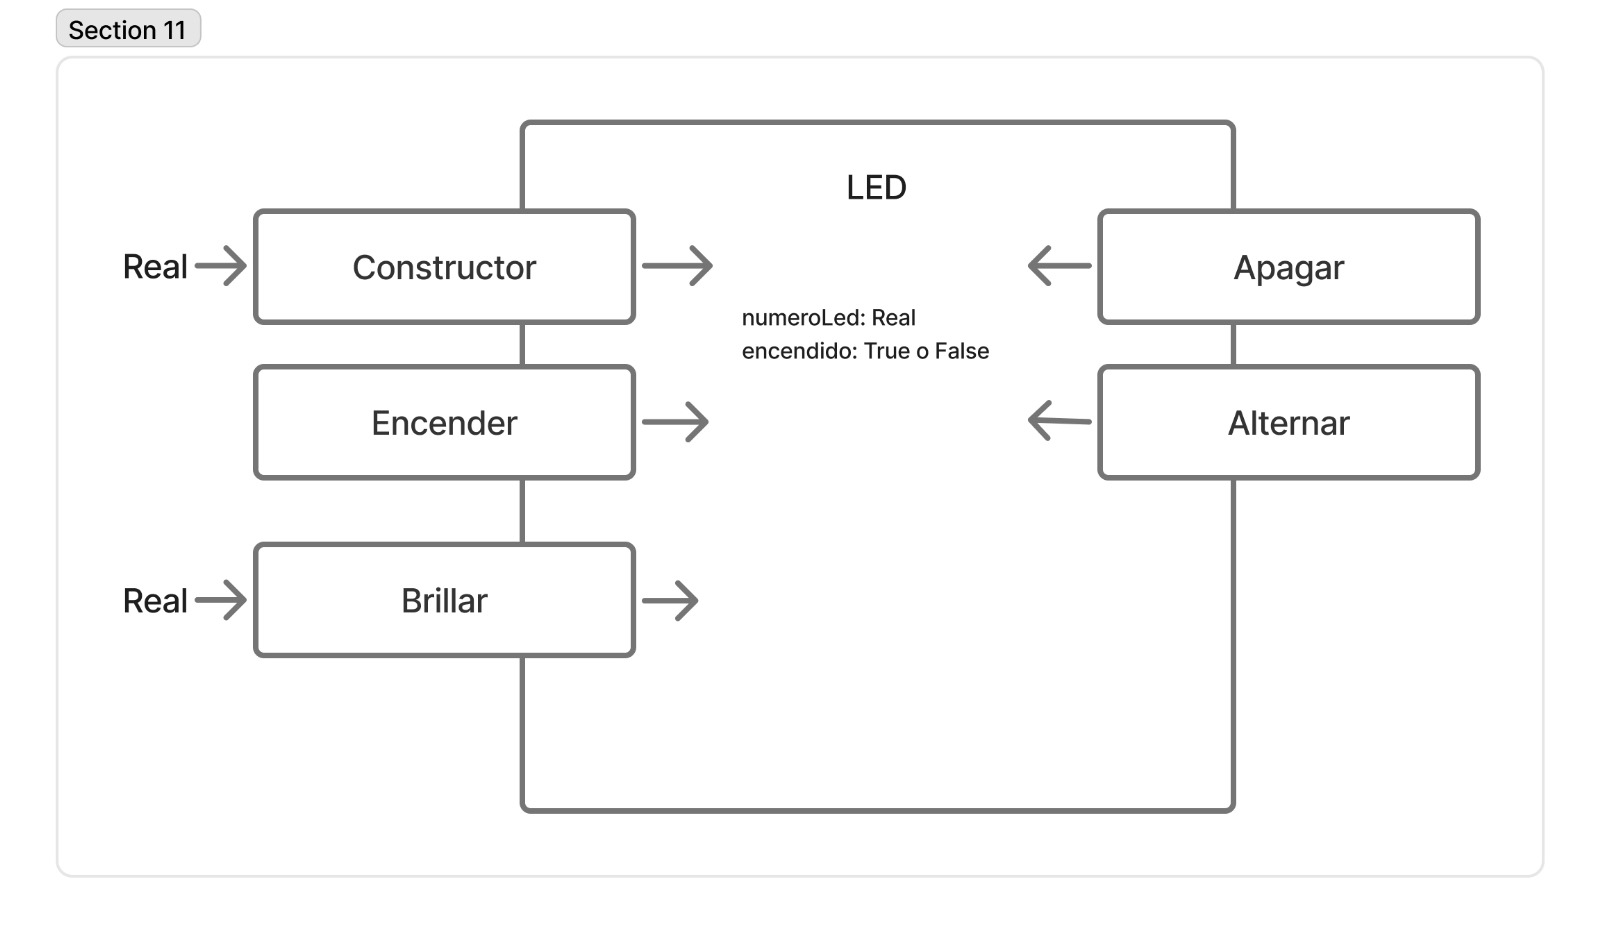 Section 11
LED
Real
Constructor
Apagar
numeroLed: Real
encendido: True o False
Encender
Alternar
Real
Brillar